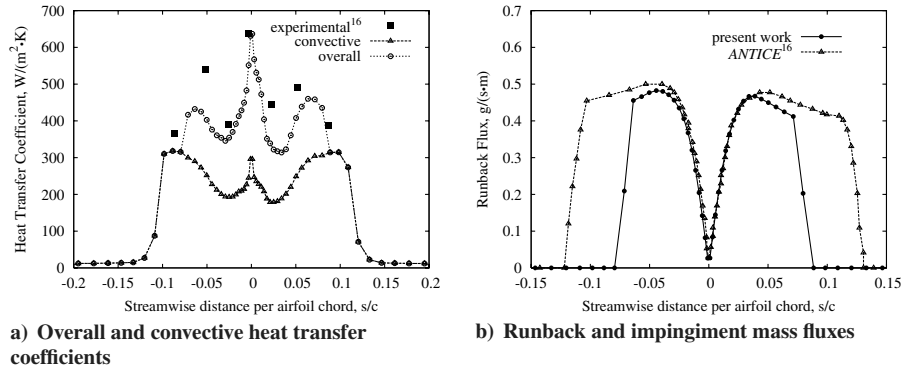 700
600
500
400
300
200
100
0
-0.2
-0.15
-0.1
-0.05
0
0.05
0.1
0.15
0.2
Heat Transfer Coefficient, W/(m²•K)
Streamwise distance per airfoil chord, s/c
experimental¹⁶
convective
overall
a) Overall and convective heat transfer
coefficients
0.7
0.6
0.5
0.4
0.3
0.2
0.1
0
-0.15
-0.1
-0.05
0
0.05
0.1
0.15
Runback Flux, g/(s•m)
Streamwise distance per airfoil chord, s/c
present work
ANTICE¹⁶
b) Runback and impingiment mass fluxes